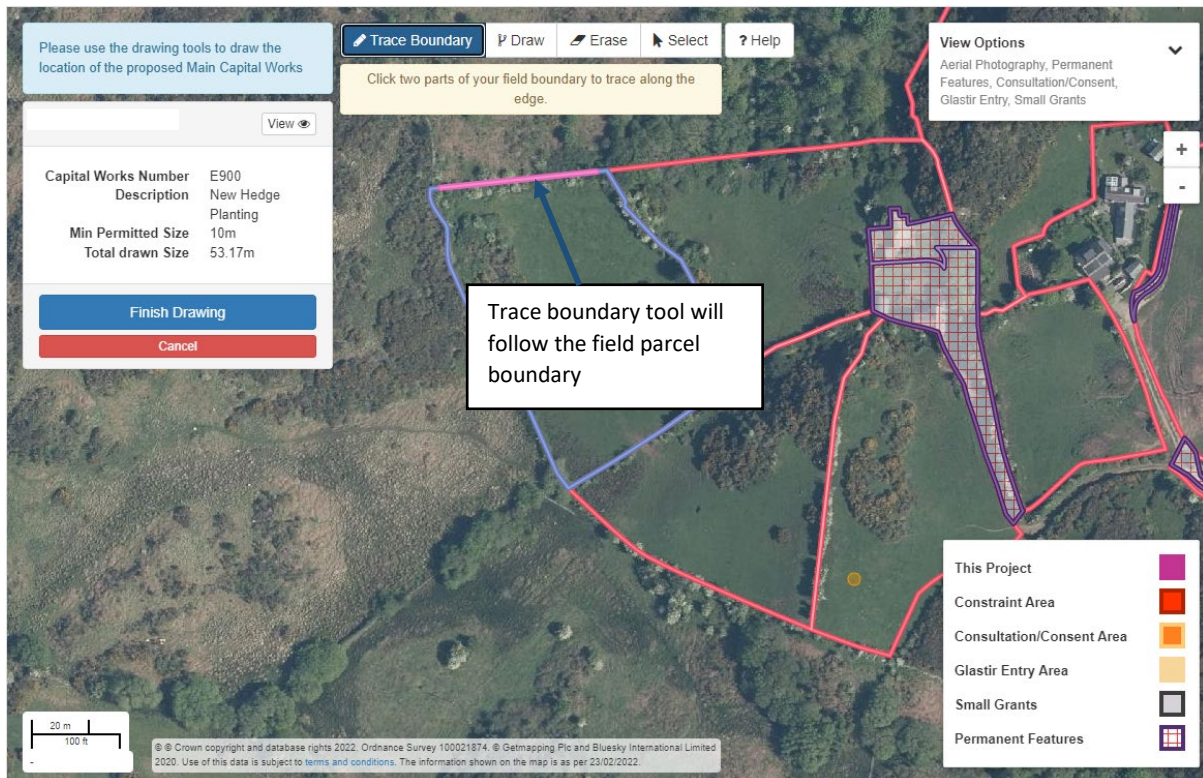 Please use the drawing tools to draw the
location of the proposed Main Capital Works
View
Capital Works Number E900
Description New Hedge
Planting
Min Permitted Size 10m
Total drawn Size 53.17m
Finish Drawing
Cancel
Trace Boundary Draw Erase Select ? Help
Click two parts of your field boundary to trace along the
edge.
View Options
Aerial Photography, Permanent
Features, Consultation/Consent,
Glastir Entry, Small Grants
+
-
Trace boundary tool will
follow the field parcel
boundary
This Project
Constraint Area
Consultation/Consent Area
Glastir Entry Area
Small Grants
Permanent Features
20 m
100 ft
-
© © Crown copyright and database rights 2022. Ordnance Survey 100021874. © Getmapping Plc and Bluesky International Limited
2020. Use of this data is subject to terms and conditions. The information shown on the map is as per 23/02/2022.